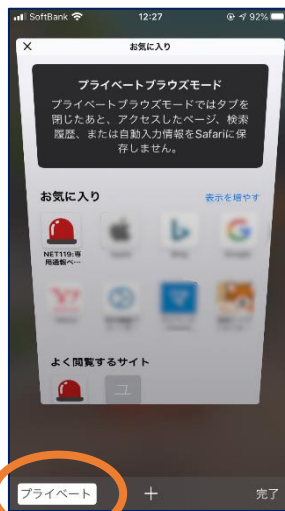 SoftBank 12:27 92%
お気に入り
プライベートブラウズモード
プライベートブラウズモードではタブを
閉じたあと、アクセスしたページ、検索
履歴、または自動入力情報をSafariに保
存しません。
お気に入り 表示を増やす
NET119:専
用通報ペ…
よく閲覧するサイト
ユ
プライベート 完了